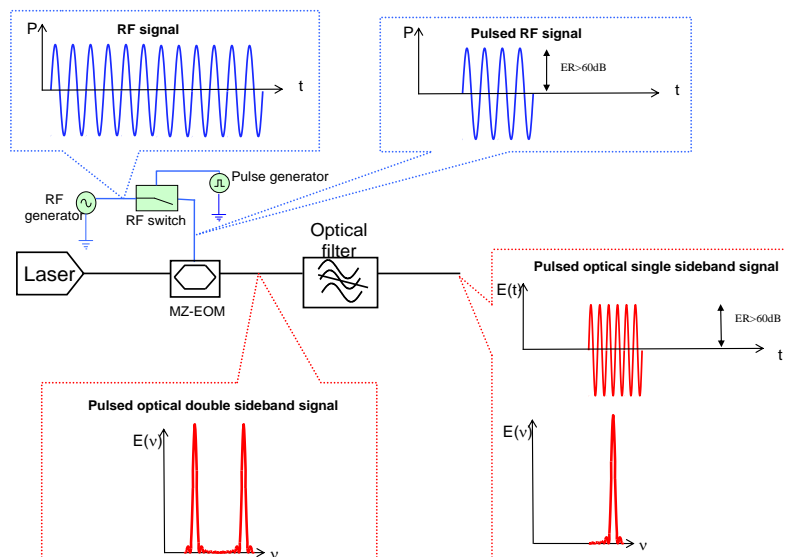 RF signal
P
t
Pulsed RF signal
P
ER>60dB
t
Pulse generator
RF
generator
RF switch
Optical
filter
Laser
MZ-EOM
Pulsed optical single sideband signal
E(t)
ER>60dB
t
Pulsed optical double sideband signal
E(ν)
ν
E(ν)
ν